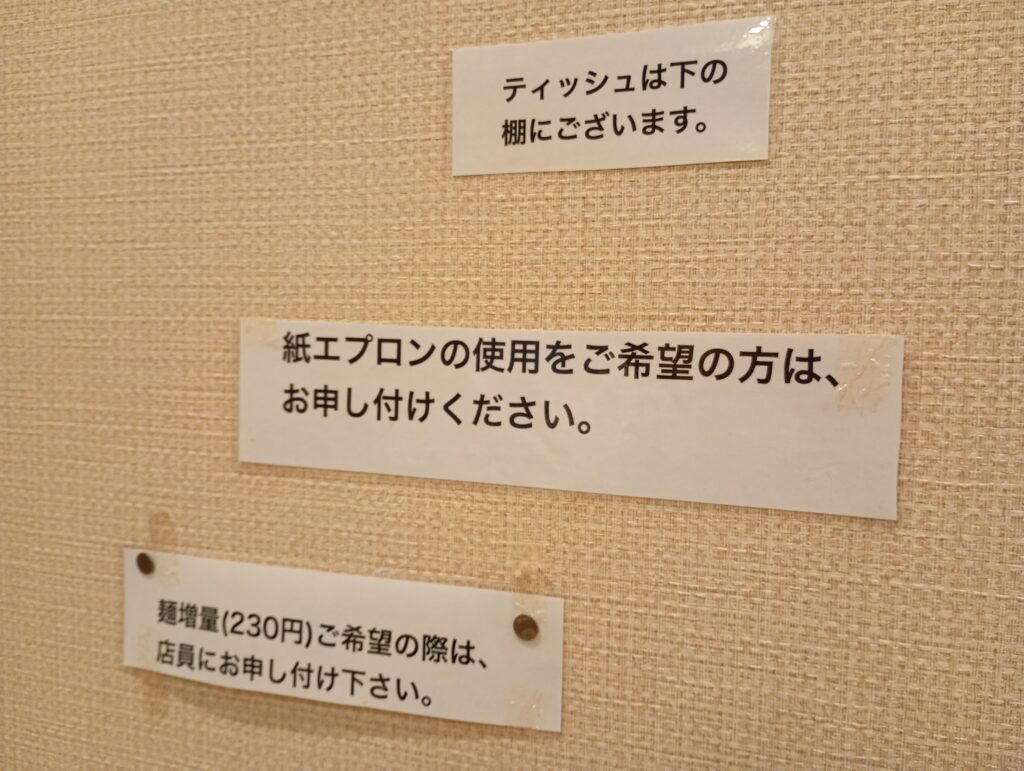 ティッシュは下の
棚にございます。
紙エプロンの使用をご希望の方は、
お申し付けください。
麺増量(230円)ご希望の際は、
店員にお申し付け下さい。